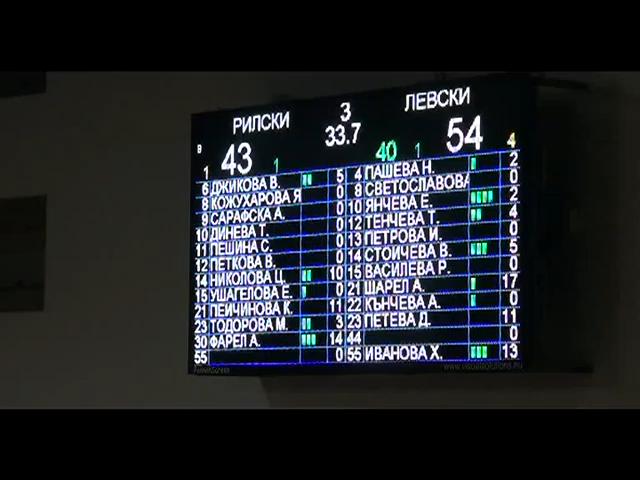 РИЛСКИ 3 ЛЕВСКИ
33.7
в 43 40 1 54
1 1 4
6 ДЖИКОВА В. 5 4 ПАШЕВА Н. 2
8 КОЖУХАРОВА Я 0 8 СВЕТОСЛАВОВА 0
9 САРАФСКА А. 0 10 ЯНЧЕВА Е. 2
10 ДИНЕВА Т. 0 12 ТЕНЧЕВА Т. 4
11 ПЕШИНА С. 0 13 ПЕТРОВА И. 0
12 ПЕТКОВА В. 0 14 СТОЙЧЕВА В. 5
14 НИКОЛОВА Ц. 10 15 ВАСИЛЕВА Р. 0
15 УШАГЕЛОВА Е. 0 21 ШАРЕЛ А. 17
21 ПЕЙЧИНОВА К. 11 22 КЪНЧЕВА А. 0
23 ТОДОРОВА М. 3 23 ПЕТЕВА Д. 11
30 ФАРЕЛ А. 14 44 0
55 0 55 ИВАНОВА Х. 13
www.visualsolutions.eu